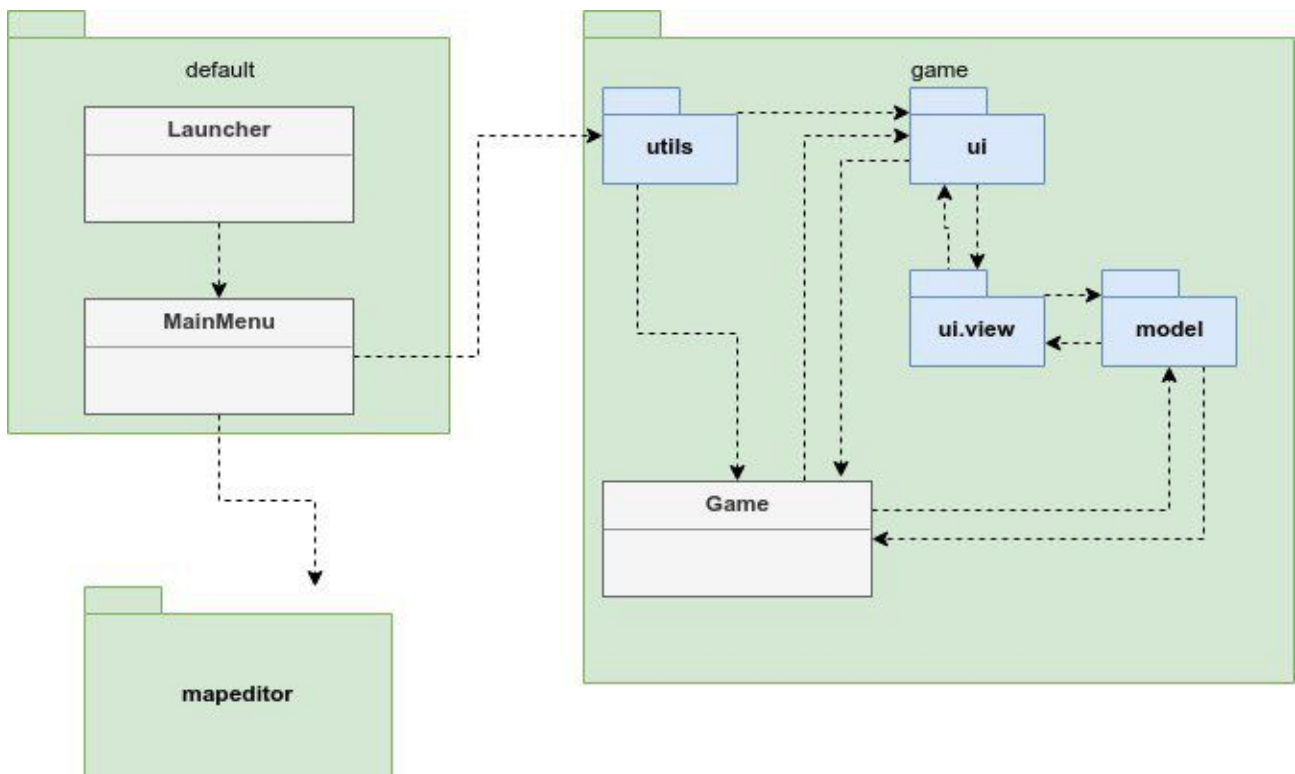 default
Launcher
MainMenu
mapeditor
game
utils
ui
ui.view
model
Game